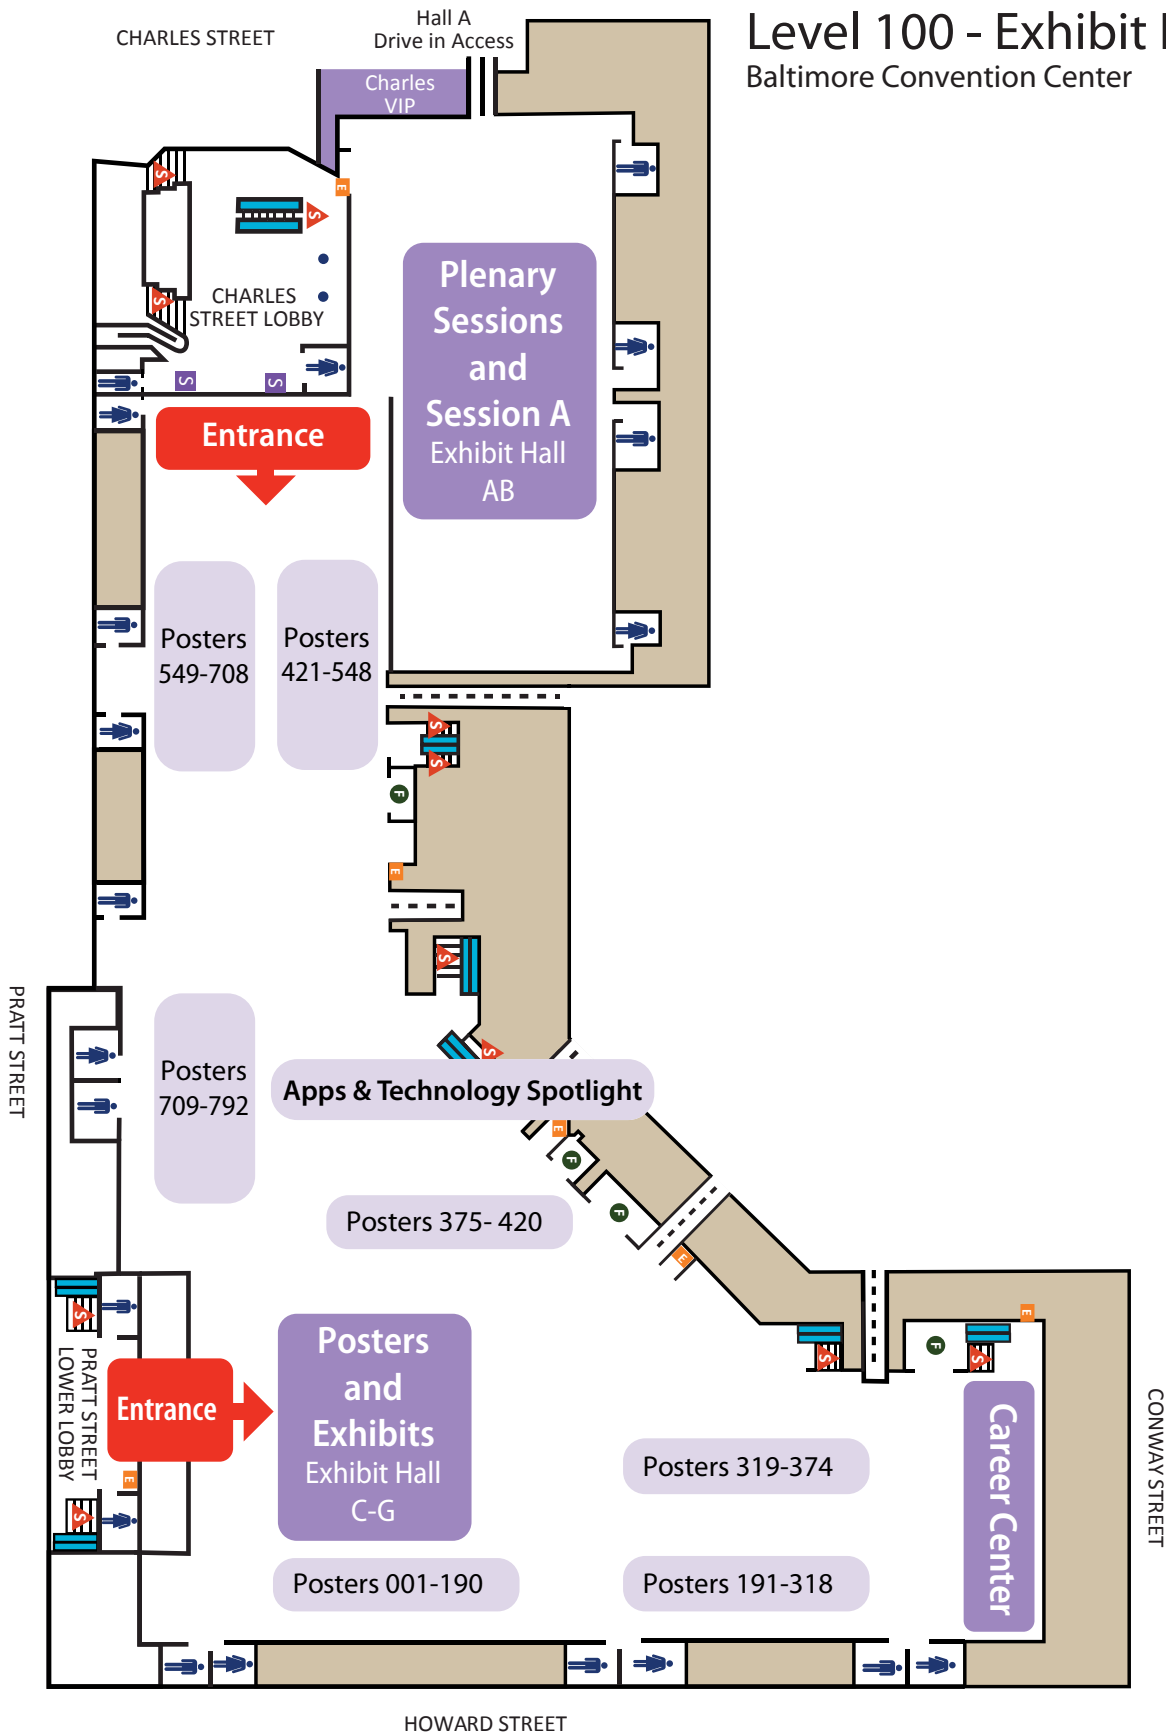 Level 100 - Exhibit
Baltimore Convention Center
CHARLES STREET
Hall A
Drive in Access
Charles
VIP
S
E
S
S
CHARLES
STREET LOBBY
S
S
Plenary
Sessions
and
Session A
Exhibit Hall
AB
Entrance
Posters
549-708
Posters
421-548
S
S
F
E
S
PRATT STREET
Posters
709-792
S
Apps & Technology Spotlight
E
F
F
E
Posters 375- 420
S
PRATT STREET
LOWER LOBBY
Entrance
E
S
Posters
and
Exhibits
Exhibit Hall
C-G
E
F
S
S
Career Center
CONWAY STREET
Posters 319-374
Posters 001-190
Posters 191-318
HOWARD STREET